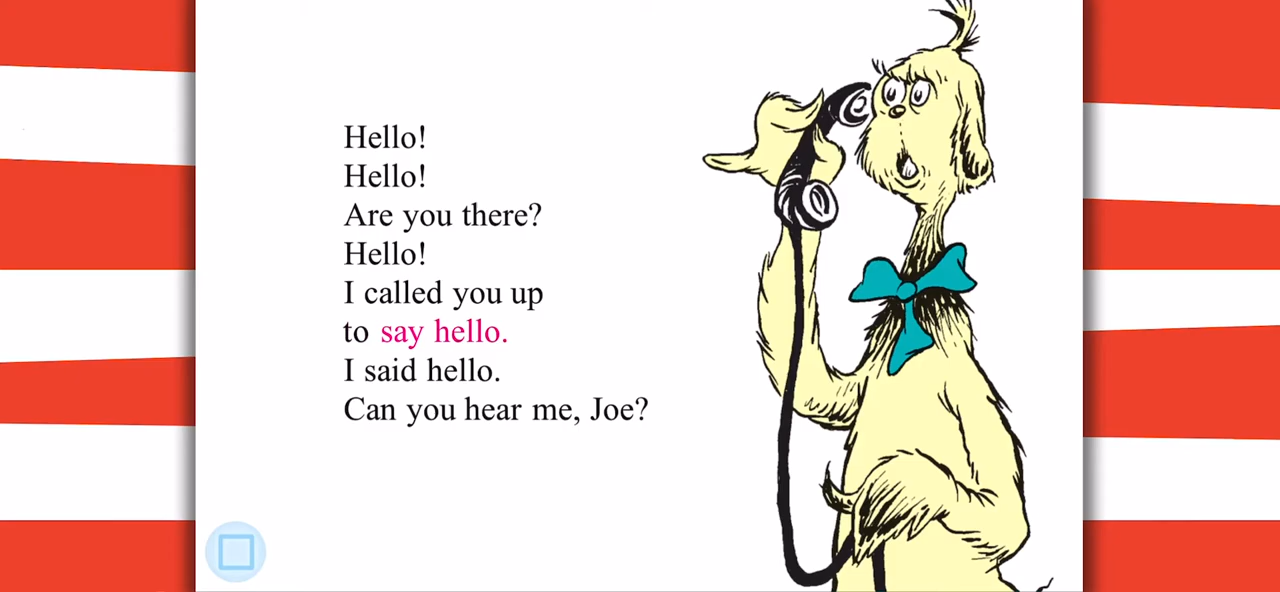 Hello!
Hello!
Are you there?
Hello!
I called you up
to say hello.
I said hello.
Can you hear me, Joe?